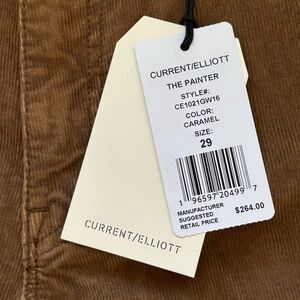 CURRENT/ELLIOTT
THE PAINTER
STYLE#:
CE1021GW16
COLOR:
CARAMEL
SIZE:
29
1 96597 20499 7
MANUFACTURER
SUGGESTED
RETAIL PRICE
$264.00
CURRENT/ELLIOTT